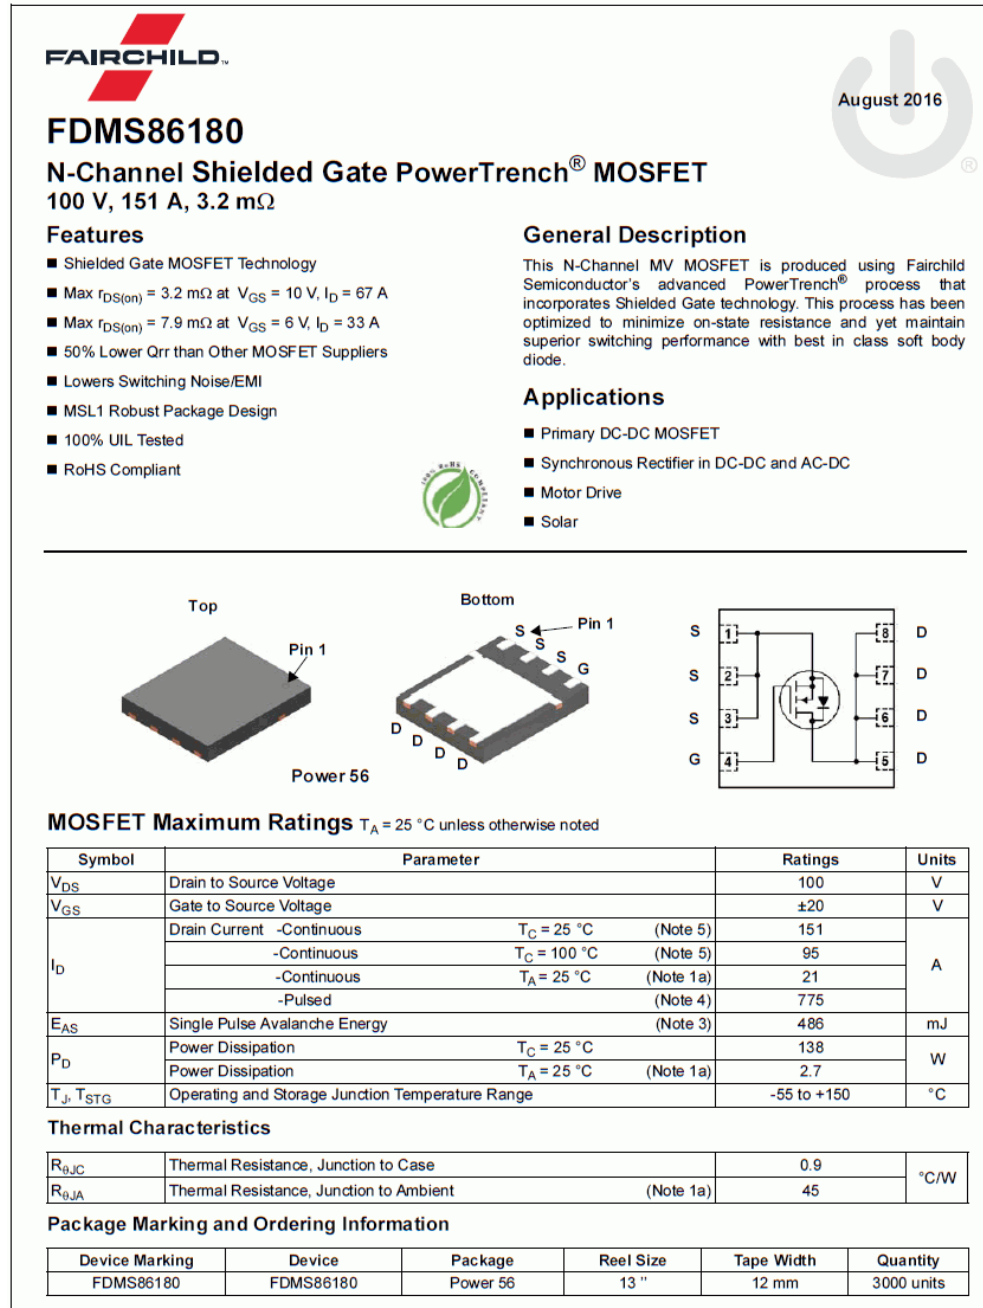 FAIRCHILD™
August 2016
FDMS86180
N-Channel Shielded Gate PowerTrench® MOSFET
100 V, 151 A, 3.2 mΩ
Features
■ Shielded Gate MOSFET Technology
■ Max rDS(on) = 3.2 mΩ at VGS = 10 V, ID = 67 A
■ Max rDS(on) = 7.9 mΩ at VGS = 6 V, ID = 33 A
■ 50% Lower Qrr than Other MOSFET Suppliers
■ Lowers Switching Noise/EMI
■ MSL1 Robust Package Design
■ 100% UIL Tested
■ RoHS Compliant
100% RoHS COMPLIANT
General Description
This N-Channel MV MOSFET is produced using Fairchild
Semiconductor's advanced PowerTrench® process that
incorporates Shielded Gate technology. This process has been
optimized to minimize on-state resistance and yet maintain
superior switching performance with best in class soft body
diode.
Applications
■ Primary DC-DC MOSFET
■ Synchronous Rectifier in DC-DC and AC-DC
■ Motor Drive
■ Solar
®
Top
Pin 1
Bottom
S Pin 1
S
S
G
D
D
D
D
Power 56
S 1 8 D
S 2 7 D
S 3 6 D
G 4 5 D
MOSFET Maximum Ratings TA = 25 °C unless otherwise noted
Symbol Parameter Ratings Units
VDS Drain to Source Voltage 100 V
VGS Gate to Source Voltage ±20 V
ID Drain Current -Continuous TC = 25 °C (Note 5) 151 A
-Continuous TC = 100 °C (Note 5) 95
-Continuous TA = 25 °C (Note 1a) 21
-Pulsed (Note 4) 775
EAS Single Pulse Avalanche Energy (Note 3) 486 mJ
PD Power Dissipation TC = 25 °C 138 W
Power Dissipation TA = 25 °C (Note 1a) 2.7
TJ, TSTG Operating and Storage Junction Temperature Range -55 to +150 °C
Thermal Characteristics
RθJC Thermal Resistance, Junction to Case 0.9 °C/W
RθJA Thermal Resistance, Junction to Ambient (Note 1a) 45
Package Marking and Ordering Information
Device Marking Device Package Reel Size Tape Width Quantity
FDMS86180 FDMS86180 Power 56 13 '' 12 mm 3000 units